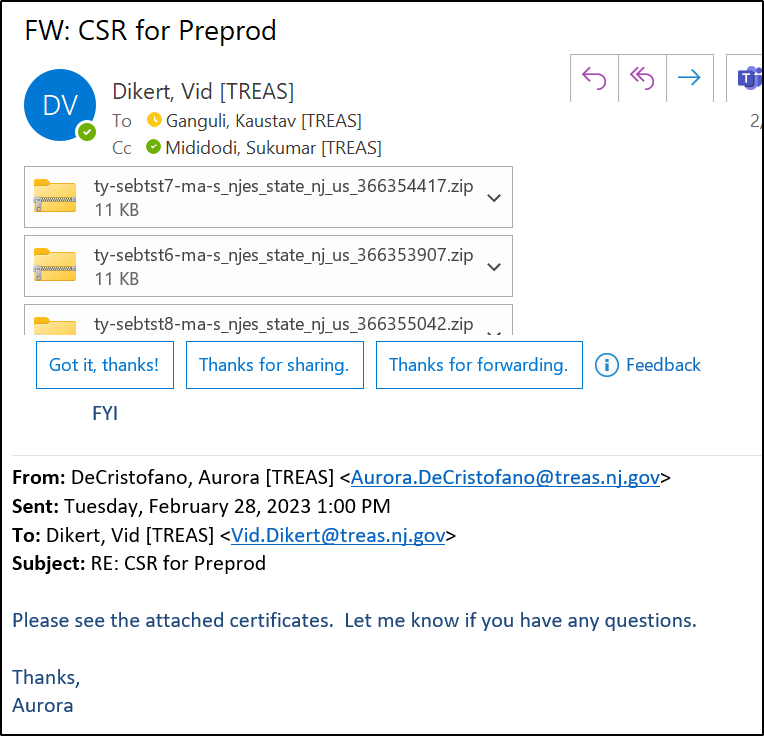 FW: CSR for Preprod
DV
Dikert, Vid [TREAS]
To Ganguli, Kaustav [TREAS]
2,
Cc Mididodi, Sukumar [TREAS]
ty-sebtst7-ma-s_njes_state_nj_us_366354417.zip
11 KB
ty-sebtst6-ma-s_njes_state_nj_us_366353907.zip
11 KB
ty-sebtst8-ma-s_njes_state_nj_us_366355042.zip
Got it, thanks! Thanks for sharing. Thanks for forwarding. Feedback
FYI
From: DeCristofano, Aurora [TREAS] <Aurora.DeCristofano@treas.nj.gov>
Sent: Tuesday, February 28, 2023 1:00 PM
To: Dikert, Vid [TREAS] <Vid.Dikert@treas.nj.gov>
Subject: RE: CSR for Preprod
Please see the attached certificates.  Let me know if you have any questions.
Thanks,
Aurora